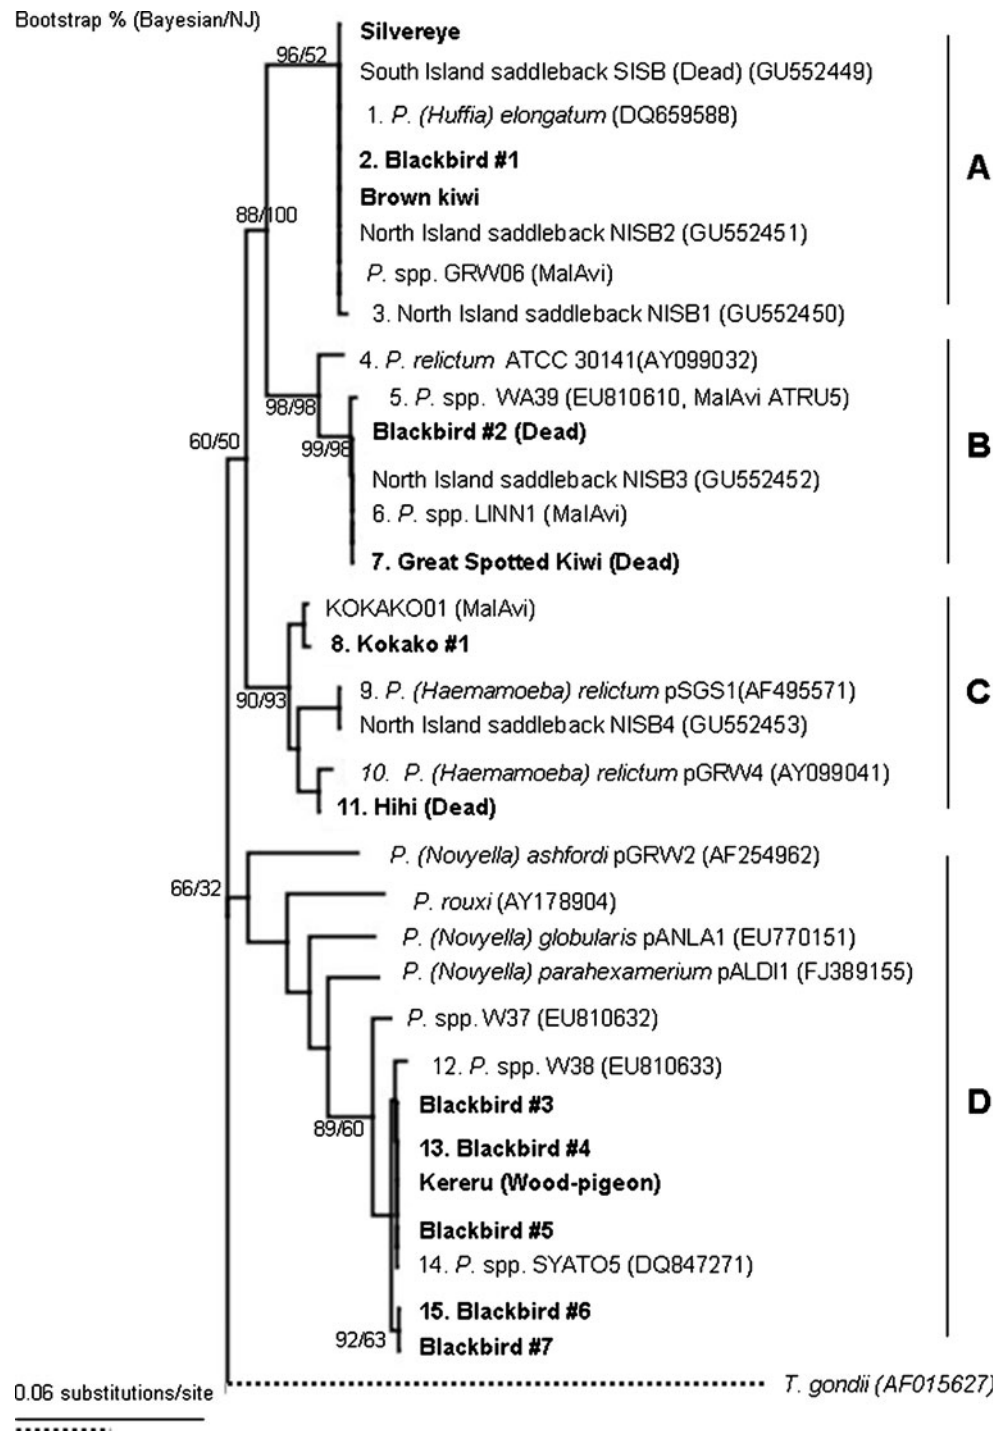 Bootstrap % (Bayesian/NJ)
Silvereye
96/52
South Island saddleback SISB (Dead) (GU552449)
1. P. (Huffia) elongatum (DQ659588)
2. Blackbird #1
A
Brown kiwi
88/100
North Island saddleback NISB2 (GU552451)
P. spp. GRW06 (MalAvi)
3. North Island saddleback NISB1 (GU552450)
4. P. relictum ATCC 30141(AY099032)
5. P. spp. WA39 (EU810610, MalAvi ATRU5)
98/98
Blackbird #2 (Dead)
60/50
99/98
B
North Island saddleback NISB3 (GU552452)
6. P. spp. LINN1 (MalAvi)
7. Great Spotted Kiwi (Dead)
KOKAKO01 (MalAvi)
8. Kokako #1
9. P. (Haemamoeba) relictum pSGS1(AF495571)
90/93
C
North Island saddleback NISB4 (GU552453)
10. P. (Haemamoeba) relictum pGRW4 (AY099041)
11. Hihi (Dead)
P. (Novyella) ashfordi pGRW2 (AF254962)
66/32
P. rouxi (AY178904)
P. (Novyella) globularis pANLA1 (EU770151)
P. (Novyella) parahexamerium pALDI1 (FJ389155)
P. spp. W37 (EU810632)
12. P. spp. W38 (EU810633)
Blackbird #3
D
89/60
13. Blackbird #4
Kereru (Wood-pigeon)
Blackbird #5
14. P. spp. SYATO5 (DQ847271)
15. Blackbird #6
92/63
Blackbird #7
T. gondii (AF015627)
0.06 substitutions/site